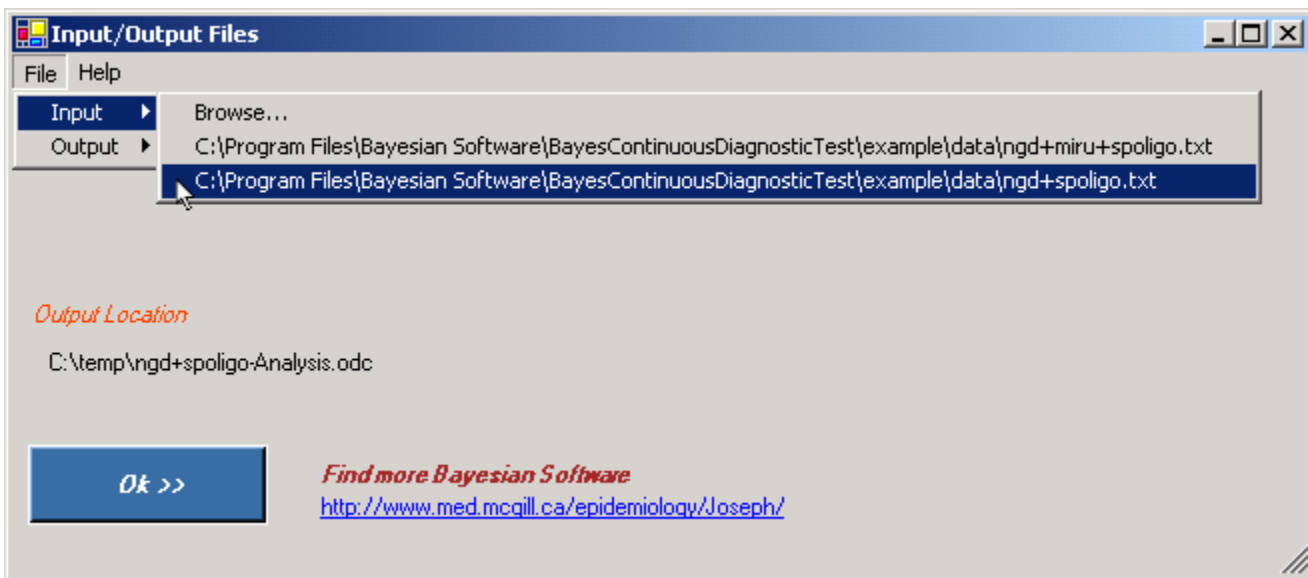 Input/Output Files
File Help
Input Browse...
Output C:\Program Files\Bayesian Software\BayesContinuousDiagnosticTest\example\data\ngd+miru+spoligo.txt
C:\Program Files\Bayesian Software\BayesContinuousDiagnosticTest\example\data\ngd+spoligo.txt
Output Location
C:\temp\ngd+spoligo-Analysis.odc
Ok >>
Find more Bayesian Software
http://www.med.mcgill.ca/epidemiology/Joseph/